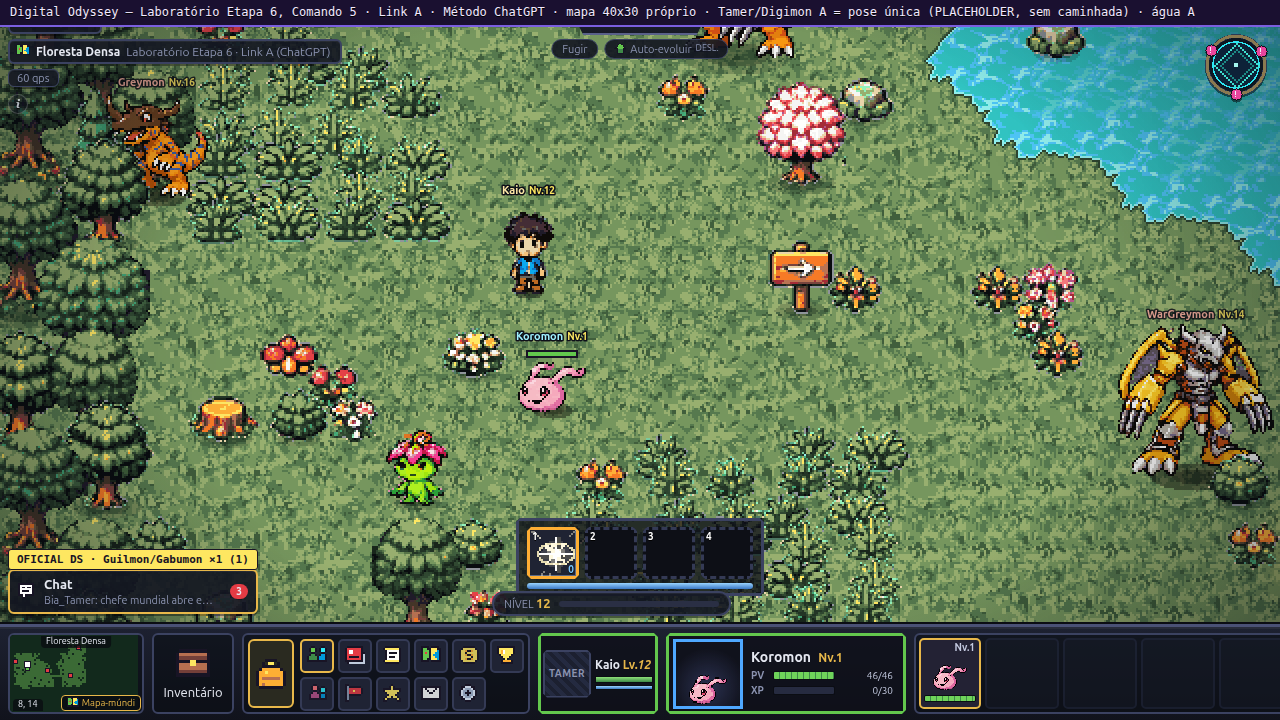 Digital Odyssey — Laboratório Etapa 6, Comando 5 · Link A · Método ChatGPT · mapa 40x30 próprio · Tamer/Digimon A = pose única (PLACEHOLDER, sem caminhada) · água A
Floresta Densa Laboratório Etapa 6 · Link A (ChatGPT)
Fugir
Auto-evoluir DESL.
60 qps
i
Greymon Nv.16
Kaio Nv.12
WarGreymon Nv.14
Koromon Nv.1
OFICIAL DS · Guilmon/Gabumon ×1 (1)
Chat
Bia_Tamer: chefe mundial abre e...
3
1
0
2
3
4
NÍVEL 12
Floresta Densa
8, 14
Mapa-múndi
Inventário
TAMER
Kaio Lv.12
Koromon Nv.1
PV 46/46
XP 0/30
Nv.1